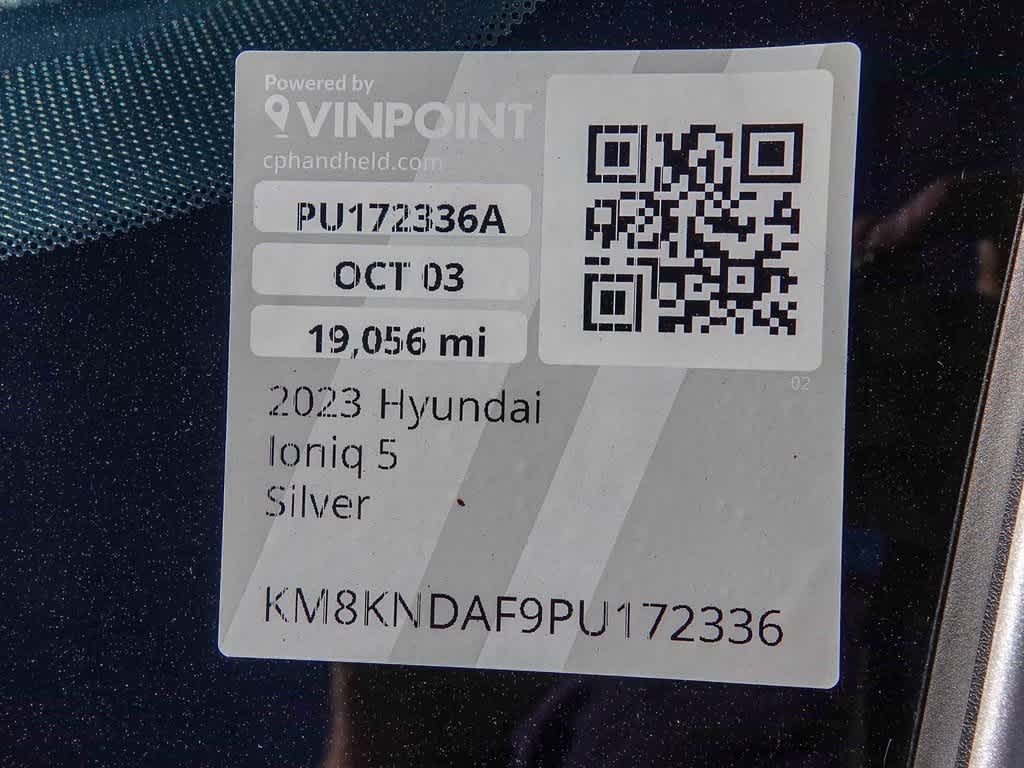 Powered by
VINPOINT
cphandheld.com
PU172336A
OCT 03
19,056 mi
02
2023 Hyundai
Ioniq 5
Silver
KM8KNDAF9PU172336